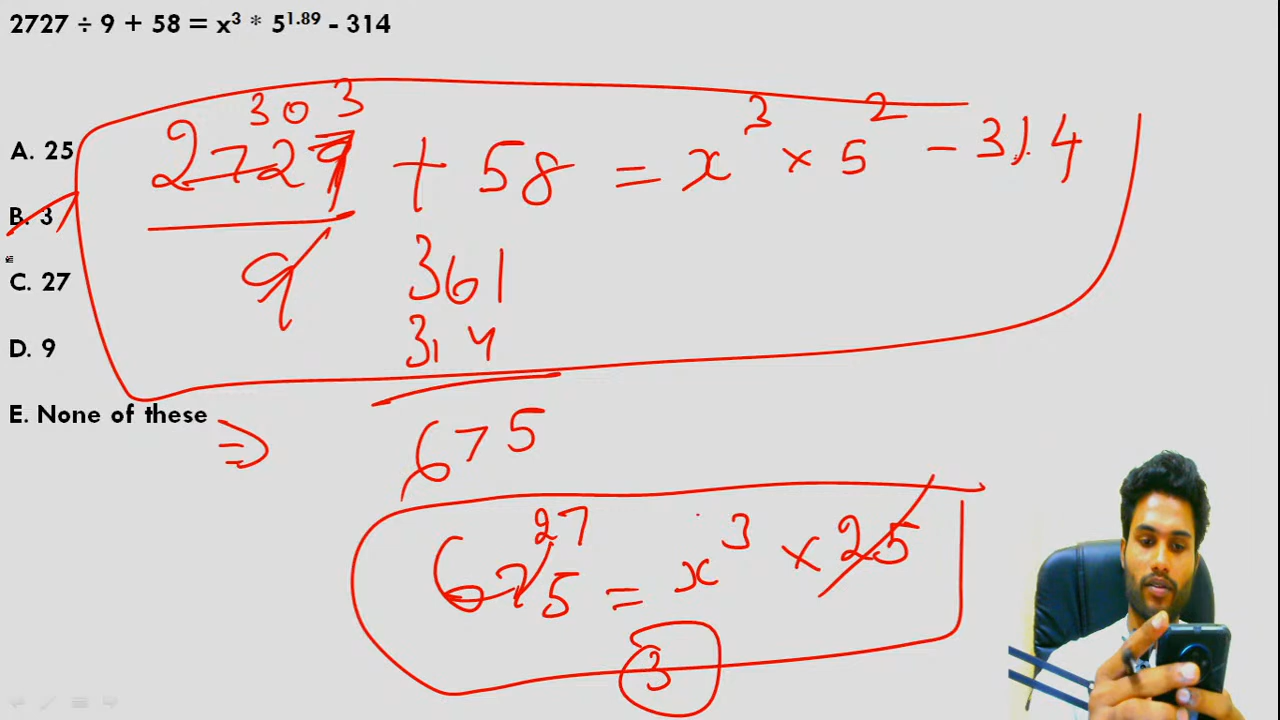 2727 ÷ 9 + 58 = x³ * 5¹·⁸⁹ - 314
A. 25
B. 3
C. 27
D. 9
E. None of these
303
2727 + 58 = x³ × 5² - 314
9
361
314
675
⇒
27
675 = x³ × 25
3